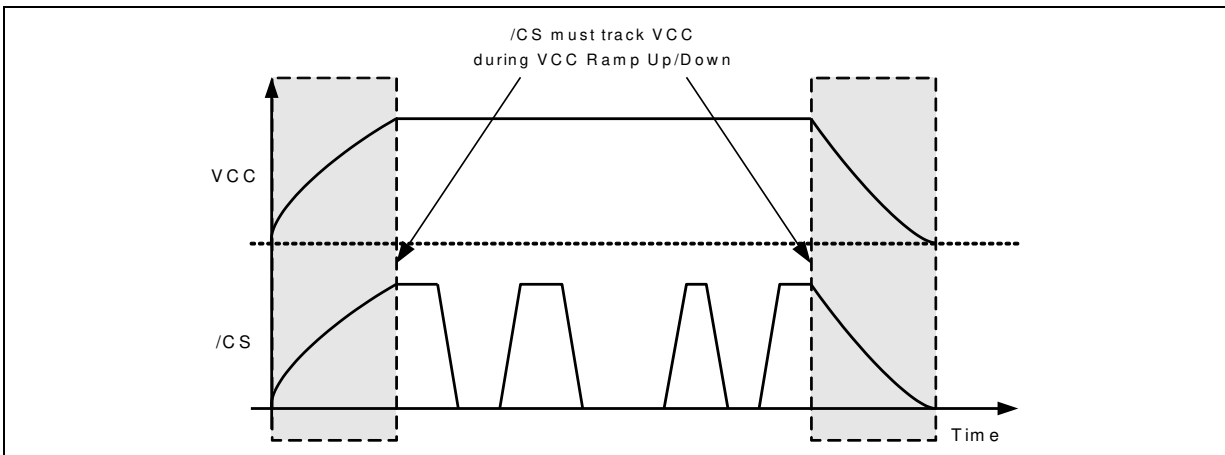 /CS must track VCC
during VCC Ramp Up/Down
VCC
/CS
Time